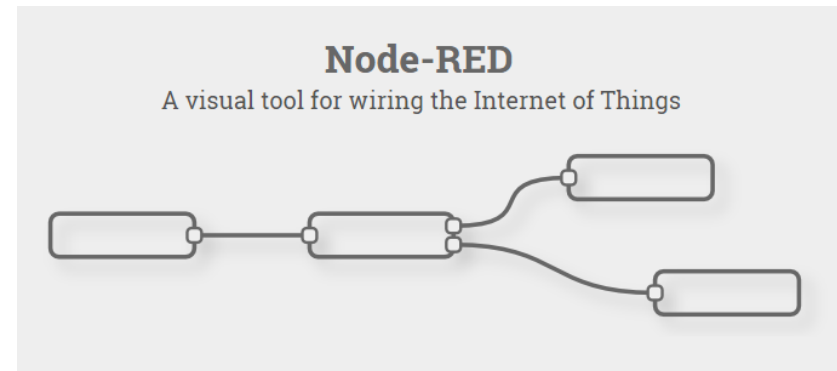 Node-RED
A visual tool for wiring the Internet of Things